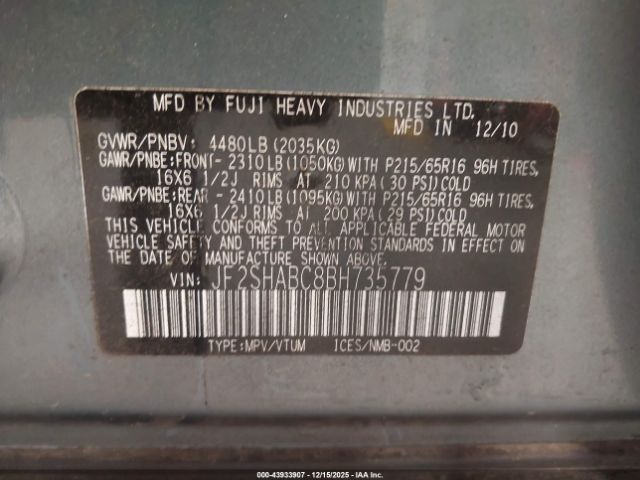 MFD BY FUJI HEAVY INDUSTRIES LTD.
MFD IN 12/10
GVWR/PNBV: 4480LB (2035KG)
GAWR/PNBE:FRONT- 2310LB(1050KG)WITH P215/65R16 96H TIRES,
16X6 1/2J RIMS AT 210 KPA(30 PSI)COLD
GAWR/PNBE:REAR - 2410LB(1095KG)WITH P215/65R16 96H TIRES,
16X6 1/2J RIMS AT 200 KPA(29 PSI)COLD
THIS VEHICLE CONFORMS TO ALL APPLICABLE FEDERAL MOTOR
VEHICLE SAFETY AND THEFT PREVENTION STANDARDS IN EFFECT ON
THE DATE OF MANUFACTURE SHOWN ABOVE.
VIN: JF2SHABC8BH735779
TYPE:MPV/VTUM ICES/NMB-002
000-43933907 - 12/15/2025 - IAA Inc.